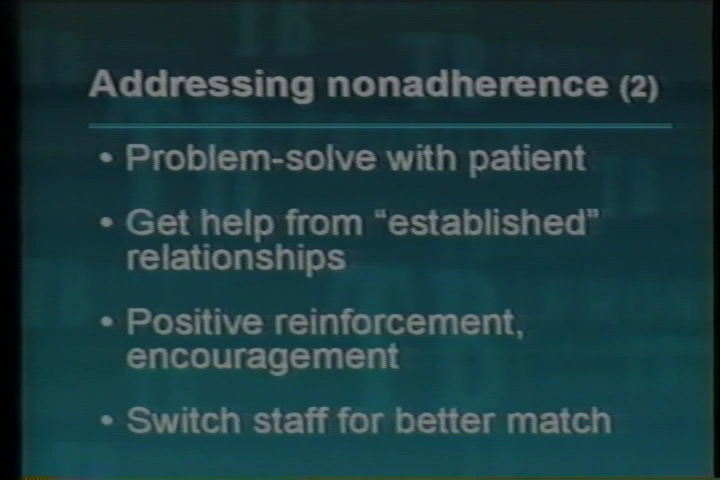 Addressing nonadherence (2)
• Problem-solve with patient
• Get help from “established”
relationships
• Positive reinforcement,
encouragement
• Switch staff for better match